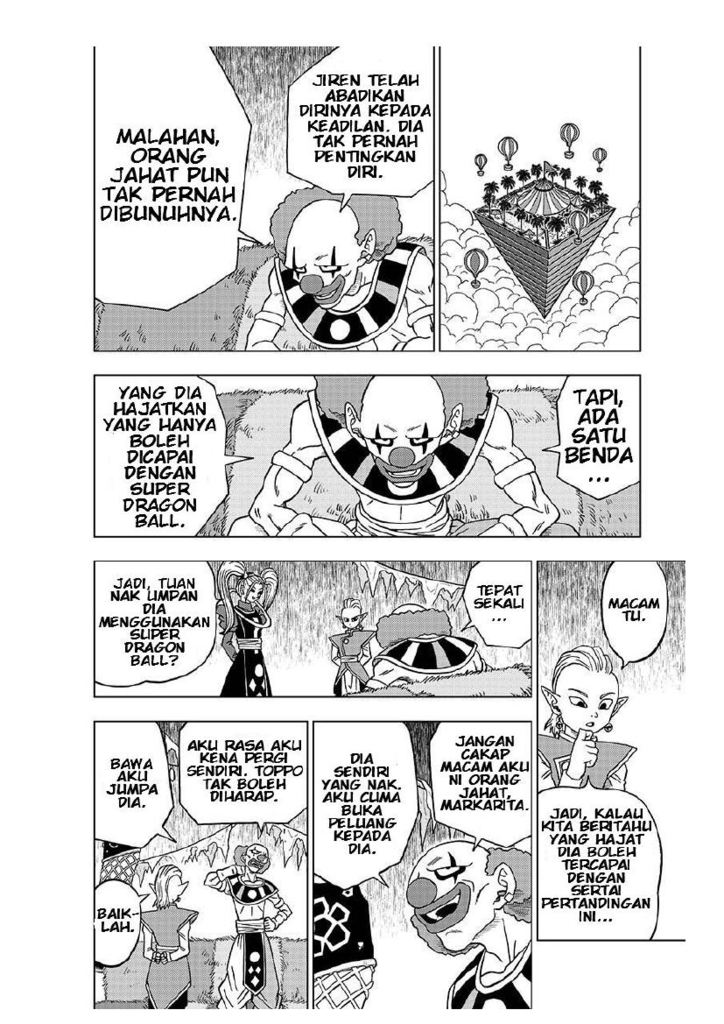 JIREN TELAH
ABADIKAN
DIRINYA KEPADA
KEADILAN. DIA
TAK PERNAH
PENTINGKAN
DIRI.
MALAHAN,
ORANG
JAHAT PUN
TAK PERNAH
DIBUNUHNYA.
TAPI,
ADA
SATU
BENDA
...
YANG DIA
HAJATKAN
YANG HANYA
BOLEH
DICAPAI
DENGAN
SUPER
DRAGON
BALL.
MACAM
TU.
JADI, KALAU
KITA BERITAHU
YANG HAJAT
DIA BOLEH
TERCAPAI
DENGAN
SERTAI
PERTANDINGAN
INI...
TEPAT
SEKALI
...
JADI, TUAN
NAK UMPAN
DIA
MENGGUNAKAN
SUPER
DRAGON
BALL?
JANGAN
CAKAP
MACAM AKU
NI ORANG
JAHAT,
MARKARITA.
DIA
SENDIRI
YANG NAK.
AKU CUMA
BUKA
PELUANG
KEPADA
DIA.
AKU RASA AKU
KENA PERGI
SENDIRI. TOPPO
TAK BOLEH
DIHARAP.
BAWA
AKU
JUMPA
DIA.
BAIK-
LAH.